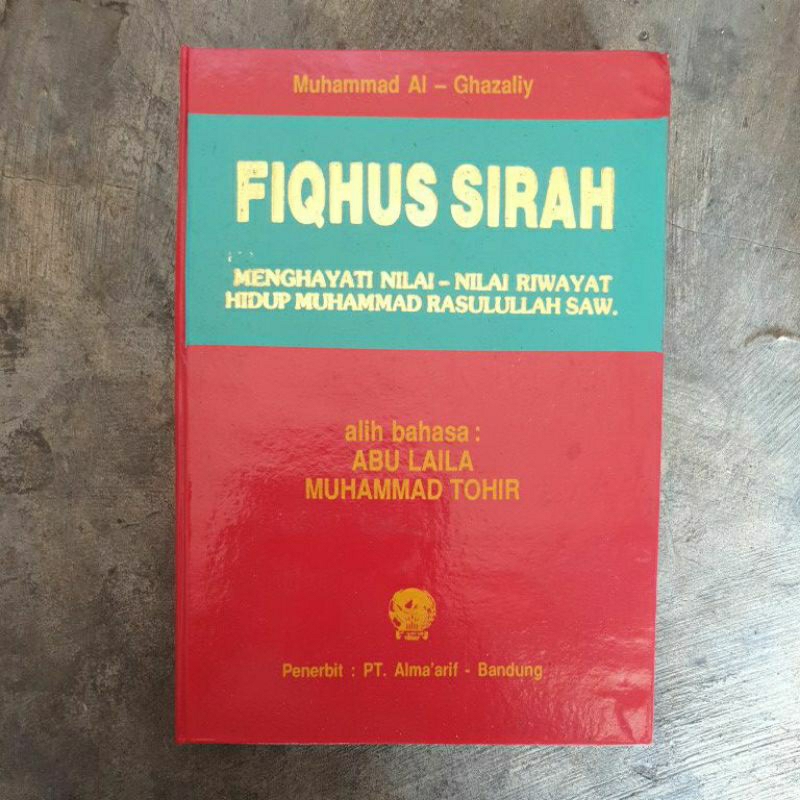 Muhammad Al – Ghazaliy
FIQHUS SIRAH
MENGHAYATI NILAI – NILAI RIWAYAT
HIDUP MUHAMMAD RASULULLAH SAW.
alih bahasa :
ABU LAILA
MUHAMMAD TOHIR
Penerbit : PT. Alma'arif - Bandung